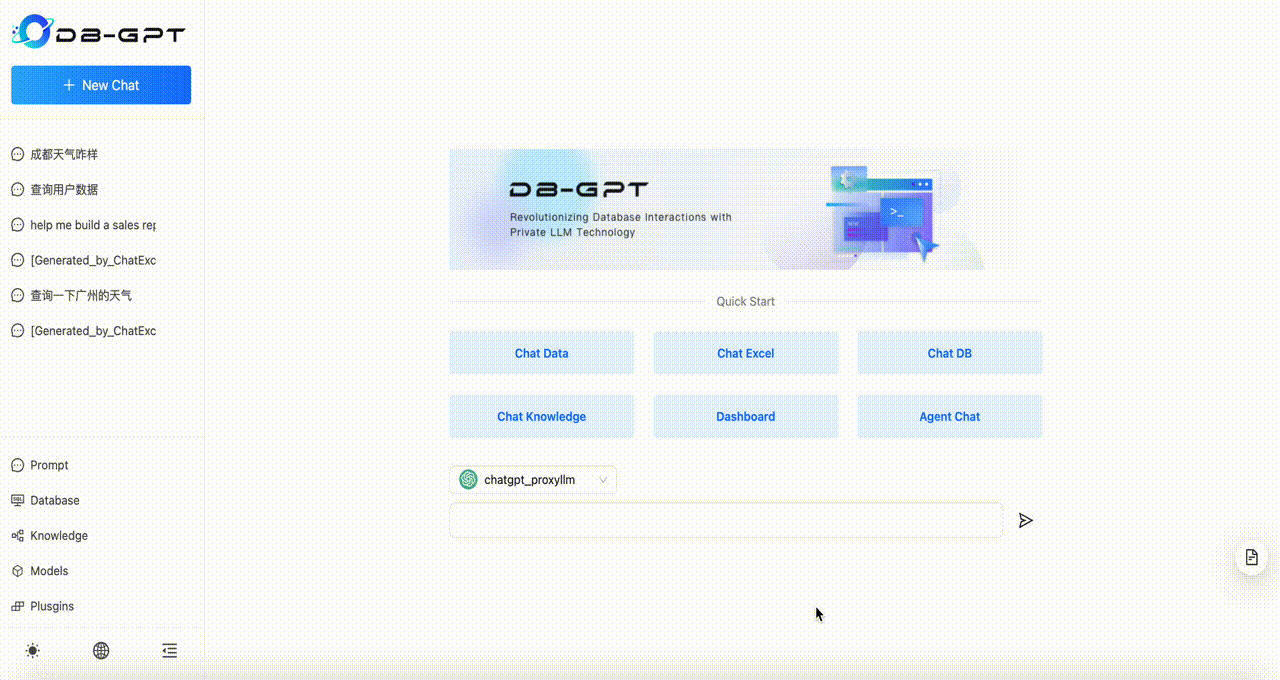 DB-GPT
+ New Chat
成都天气咋样
查询用户数据
help me build a sales rep
[Generated_by_ChatExc
查询一下广州的天气
[Generated_by_ChatExc
Prompt
Database
Knowledge
Models
Plusgins
DB-GPT
Revolutionizing Database Interactions with
Private LLM Technology
>_
Quick Start
Chat Data
Chat Excel
Chat DB
Chat Knowledge
Dashboard
Agent Chat
chatgpt_proxyllm